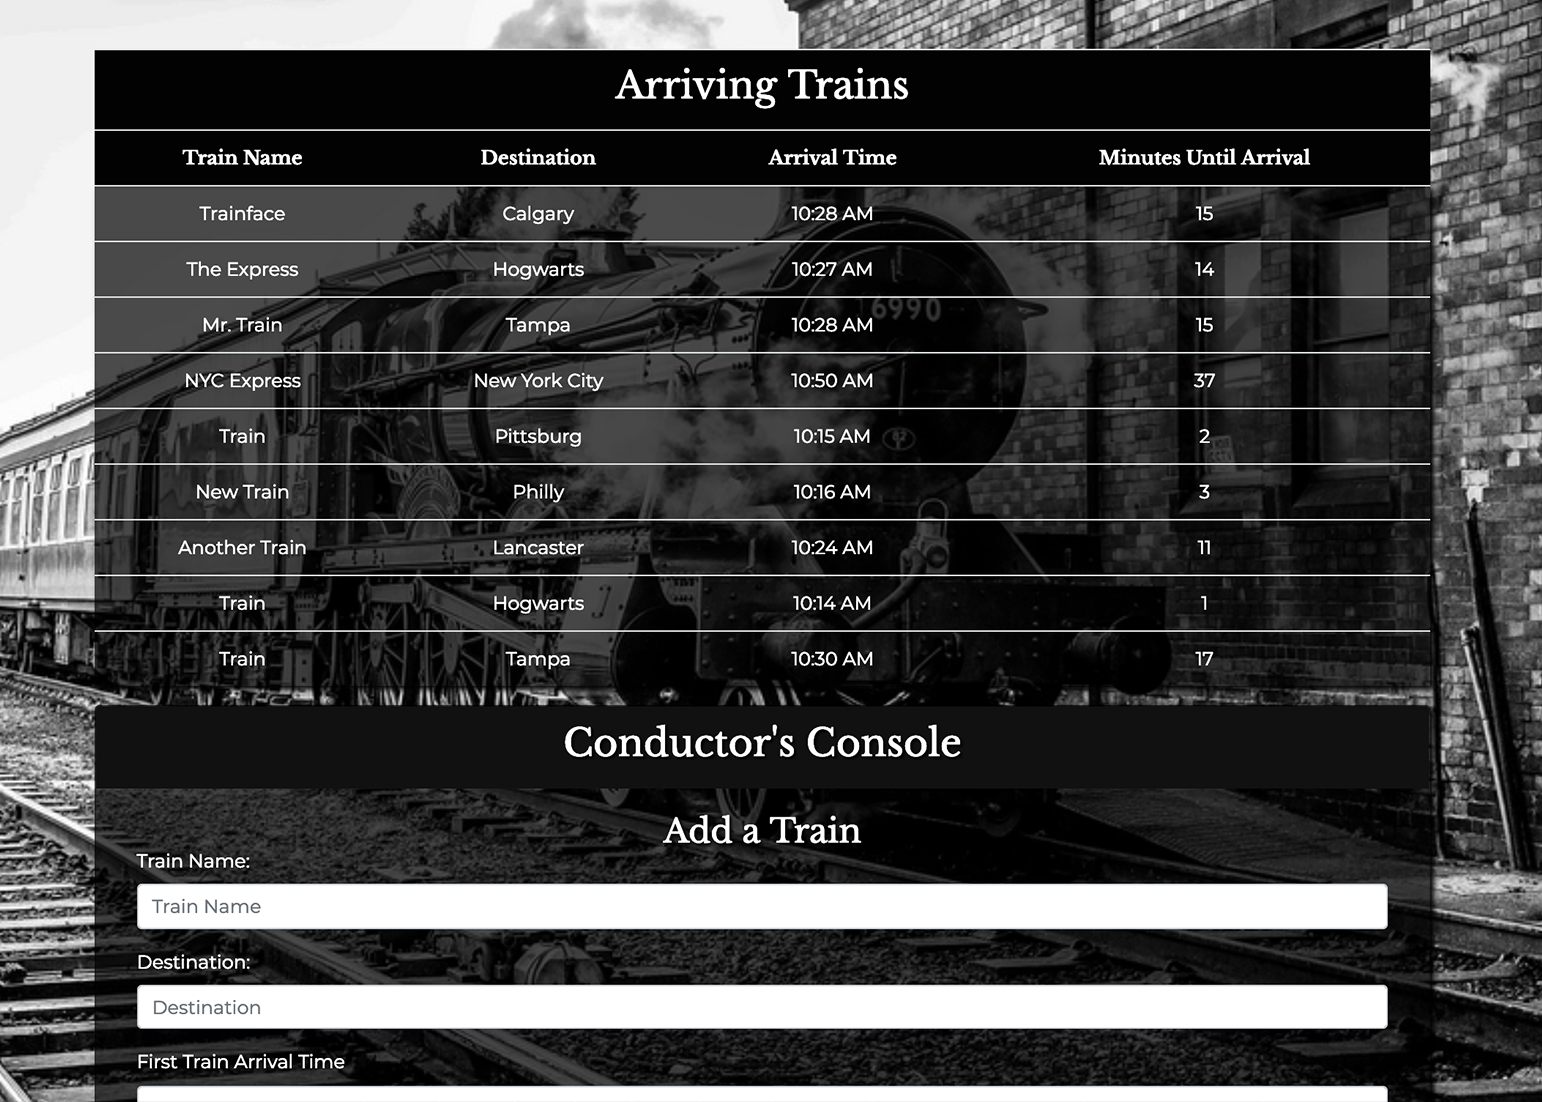 Arriving Trains
Train Name Destination Arrival Time Minutes Until Arrival
Trainface Calgary 10:28 AM 15
The Express Hogwarts 10:27 AM 14
Mr. Train Tampa 10:28 AM 15
6990
NYC Express New York City 10:50 AM 37
Train Pittsburg 10:15 AM 2
New Train Philly 10:16 AM 3
Another Train Lancaster 10:24 AM 11
Train Hogwarts 10:14 AM 1
Train Tampa 10:30 AM 17
Conductor's Console
Add a Train
Train Name:
Train Name
Destination:
Destination
First Train Arrival Time